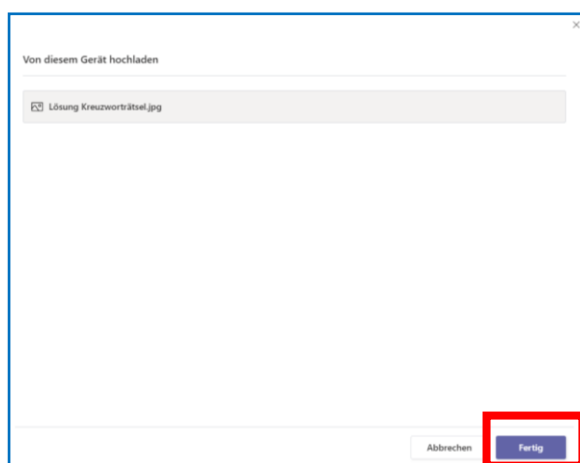 Von diesem Gerät hochladen
Lösung Kreuzworträtsel.jpg
Abbrechen Fertig